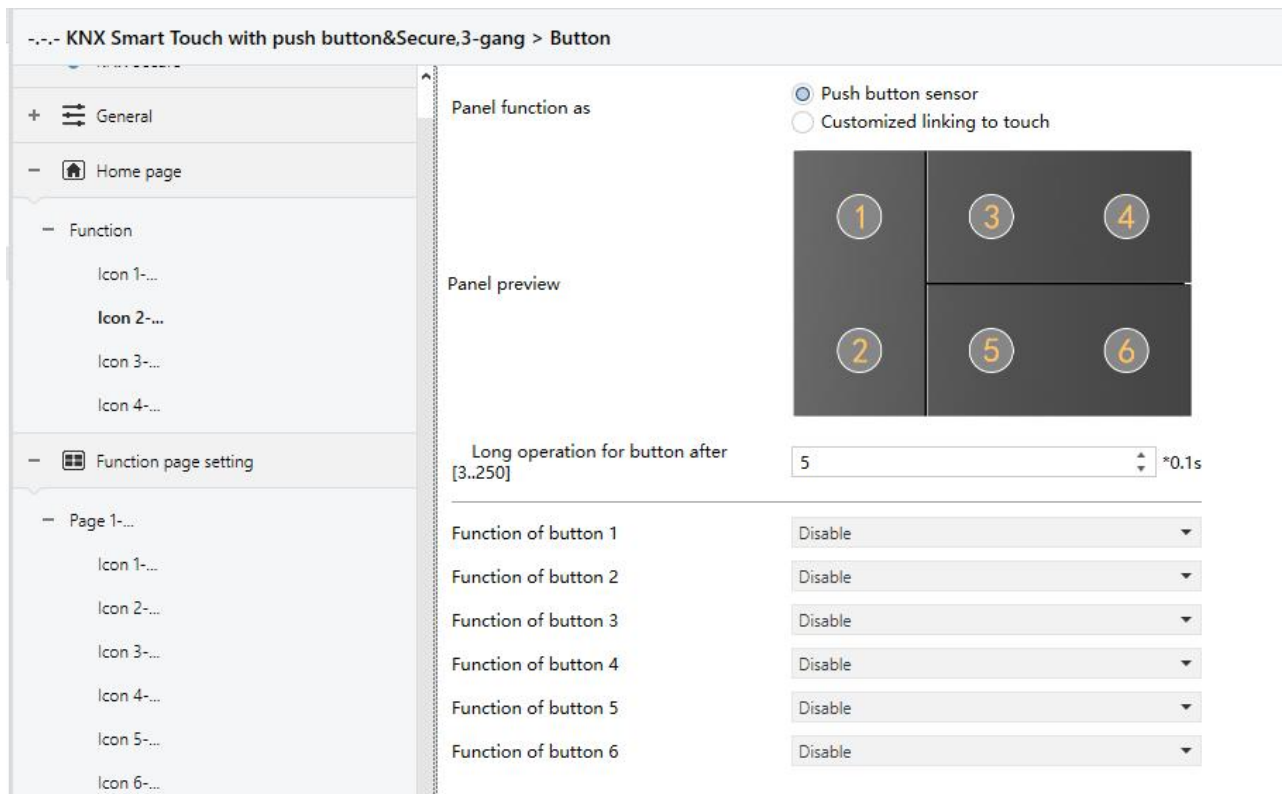 -.-.- KNX Smart Touch with push button&Secure,3-gang > Button
+ General
− Home page
− Function
Icon 1-...
Icon 2-...
Icon 3-...
Icon 4-...
− Function page setting
− Page 1-...
Icon 1-...
Icon 2-...
Icon 3-...
Icon 4-...
Icon 5-...
Icon 6-...
Panel function as
Push button sensor
Customized linking to touch
Panel preview
1 3 4
2 5 6
Long operation for button after
[3..250]
5 *0.1s
Function of button 1 Disable
Function of button 2 Disable
Function of button 3 Disable
Function of button 4 Disable
Function of button 5 Disable
Function of button 6 Disable